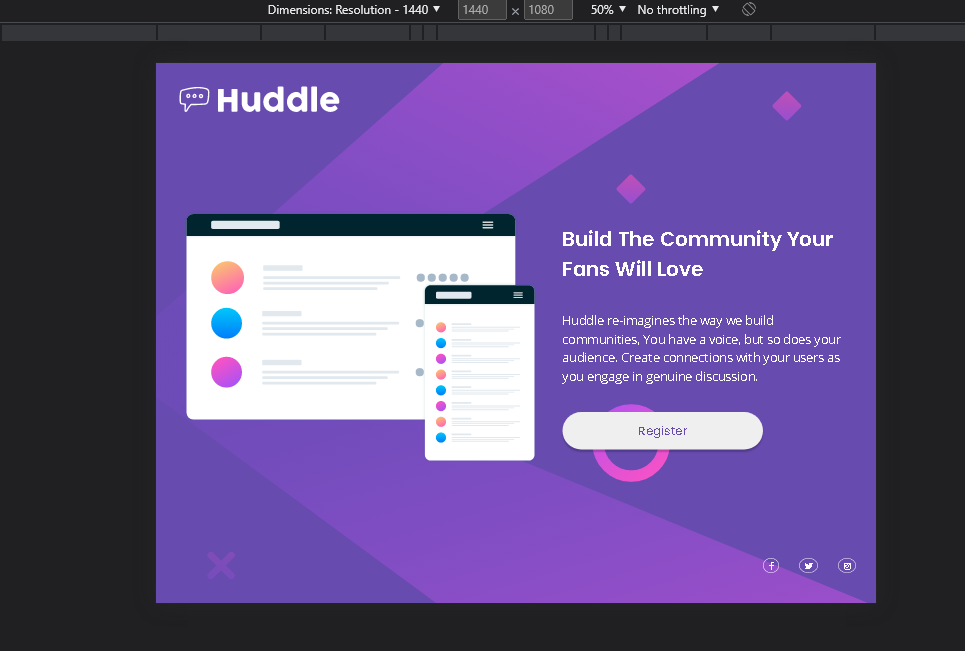 Dimensions: Resolution - 1440 ▼ 1440 × 1080 50% ▼ No throttling ▼
Huddle
Build The Community Your
Fans Will Love
Huddle re-imagines the way we build
communities, You have a voice, but so does your
audience. Create connections with your users as
you engage in genuine discussion.
Register